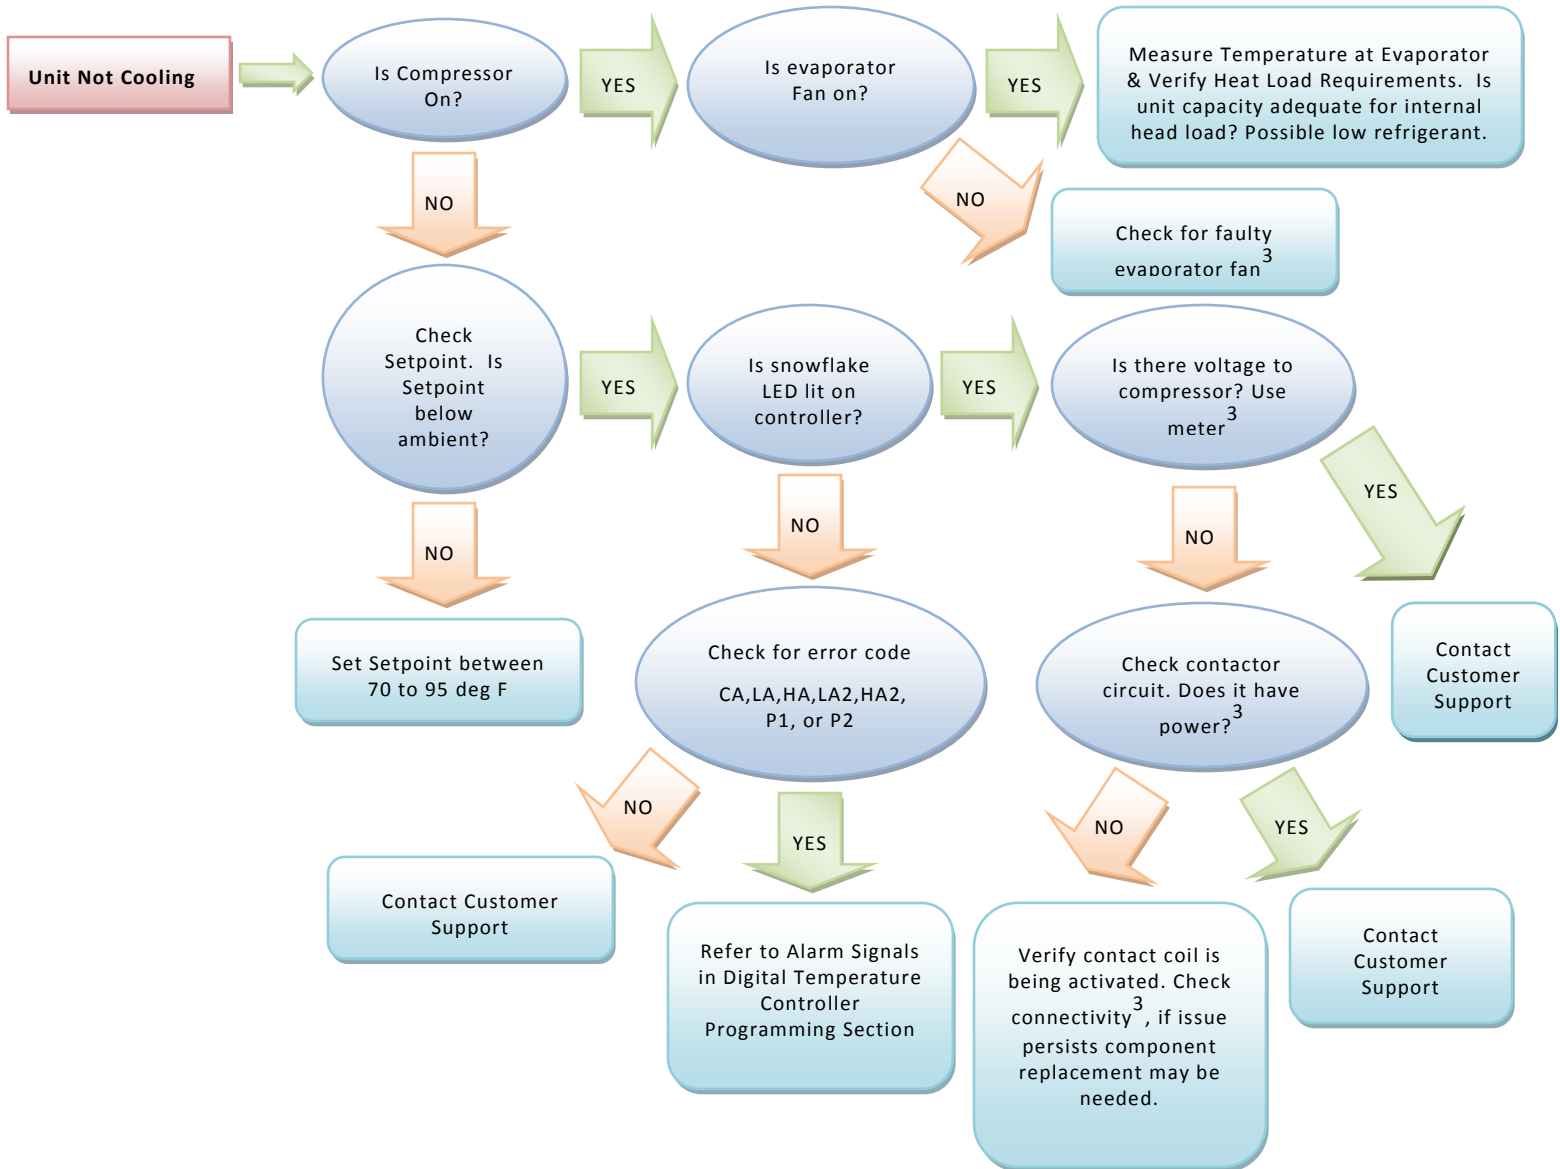 Unit Not Cooling
Is Compressor
On?
YES
Is evaporator
Fan on?
YES
Measure Temperature at Evaporator
& Verify Heat Load Requirements. Is
unit capacity adequate for internal
head load? Possible low refrigerant.
NO
NO
Check for faulty
evaporator fan3
Check
Setpoint. Is
Setpoint
below
ambient?
YES
Is snowflake
LED lit on
controller?
YES
Is there voltage to
compressor? Use
meter3
YES
NO
NO
NO
Set Setpoint between
70 to 95 deg F
Check for error code
CA,LA,HA,LA2,HA2,
P1, or P2
Check contactor
circuit. Does it have
power?3
Contact
Customer
Support
NO
YES
NO
YES
Contact Customer
Support
Refer to Alarm Signals
in Digital Temperature
Controller
Programming Section
Verify contact coil is
being activated. Check
connectivity3, if issue
persists component
replacement may be
needed.
Contact
Customer
Support